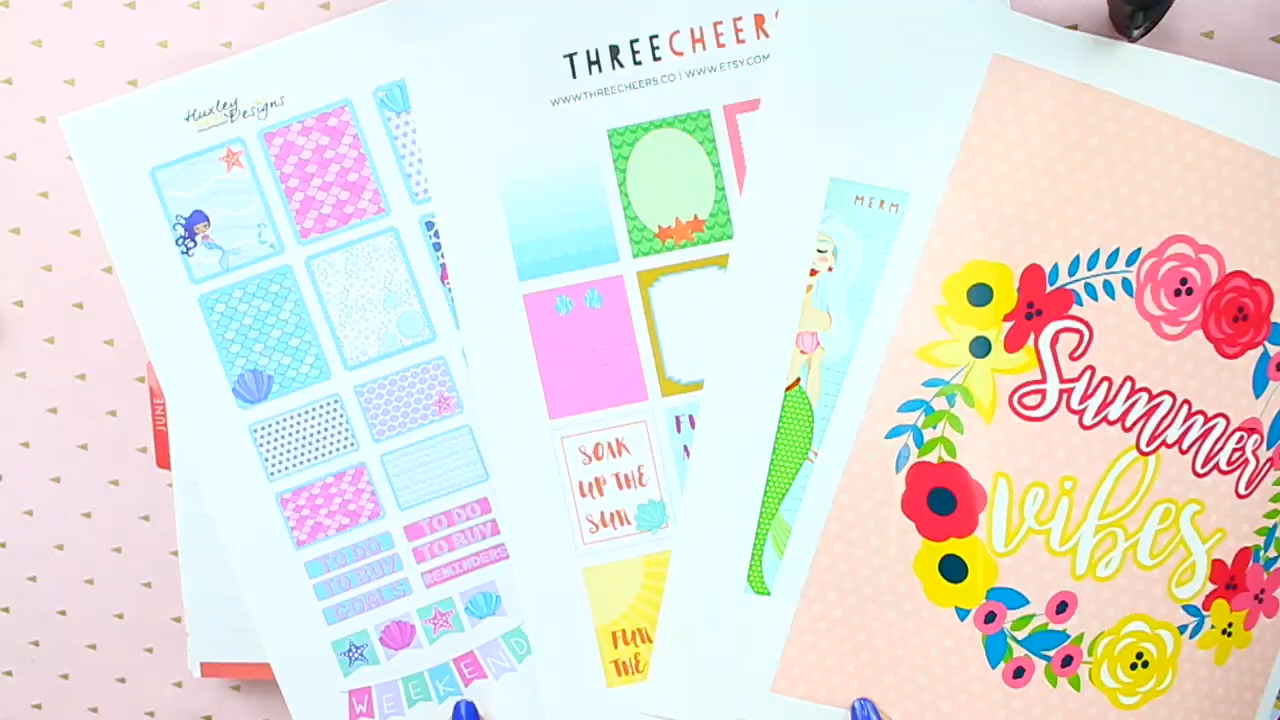 Huxley
Designs
THREECHEERS
WWW.THREECHEERS.CO | WWW.ETSY.COM
MERM
JUNE
SOAK
UP THE
SUN
FUN
THE
TO DO
TO BUY
GOALS
TO DO
TO BUY
REMINDERS
WEEKEND
Summer
vibes